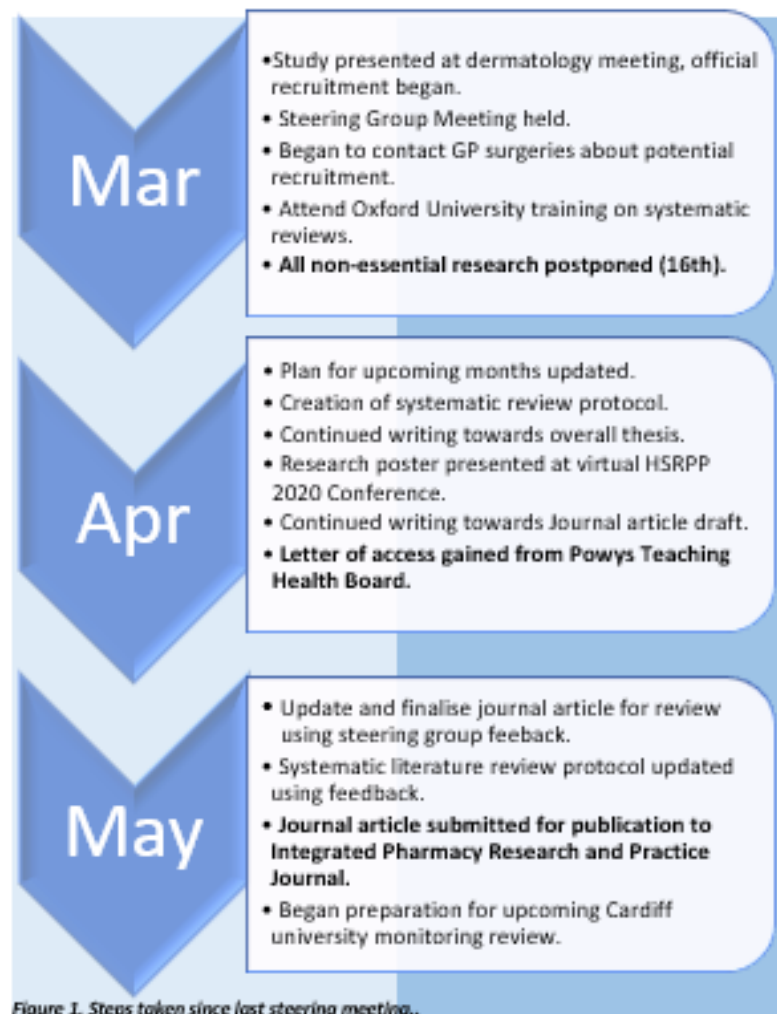 Mar
•Study presented at dermatology meeting, official
recruitment began.
• Steering Group Meeting held.
• Began to contact GP surgeries about potential
recruitment.
• Attend Oxford University training on systematic
reviews.
• All non-essential research postponed (16th).
Apr
• Plan for upcoming months updated.
• Creation of systematic review protocol.
• Continued writing towards overall thesis.
• Research poster presented at virtual HSRPP
2020 Conference.
• Continued writing towards Journal article draft.
• Letter of access gained from Powys Teaching
Health Board.
May
• Update and finalise journal article for review
using steering group feeback.
• Systematic literature review protocol updated
using feedback.
• Journal article submitted for publication to
Integrated Pharmacy Research and Practice
Journal.
• Began preparation for upcoming Cardiff
university monitoring review.
Figure 1. Steps taken since last steering meeting..